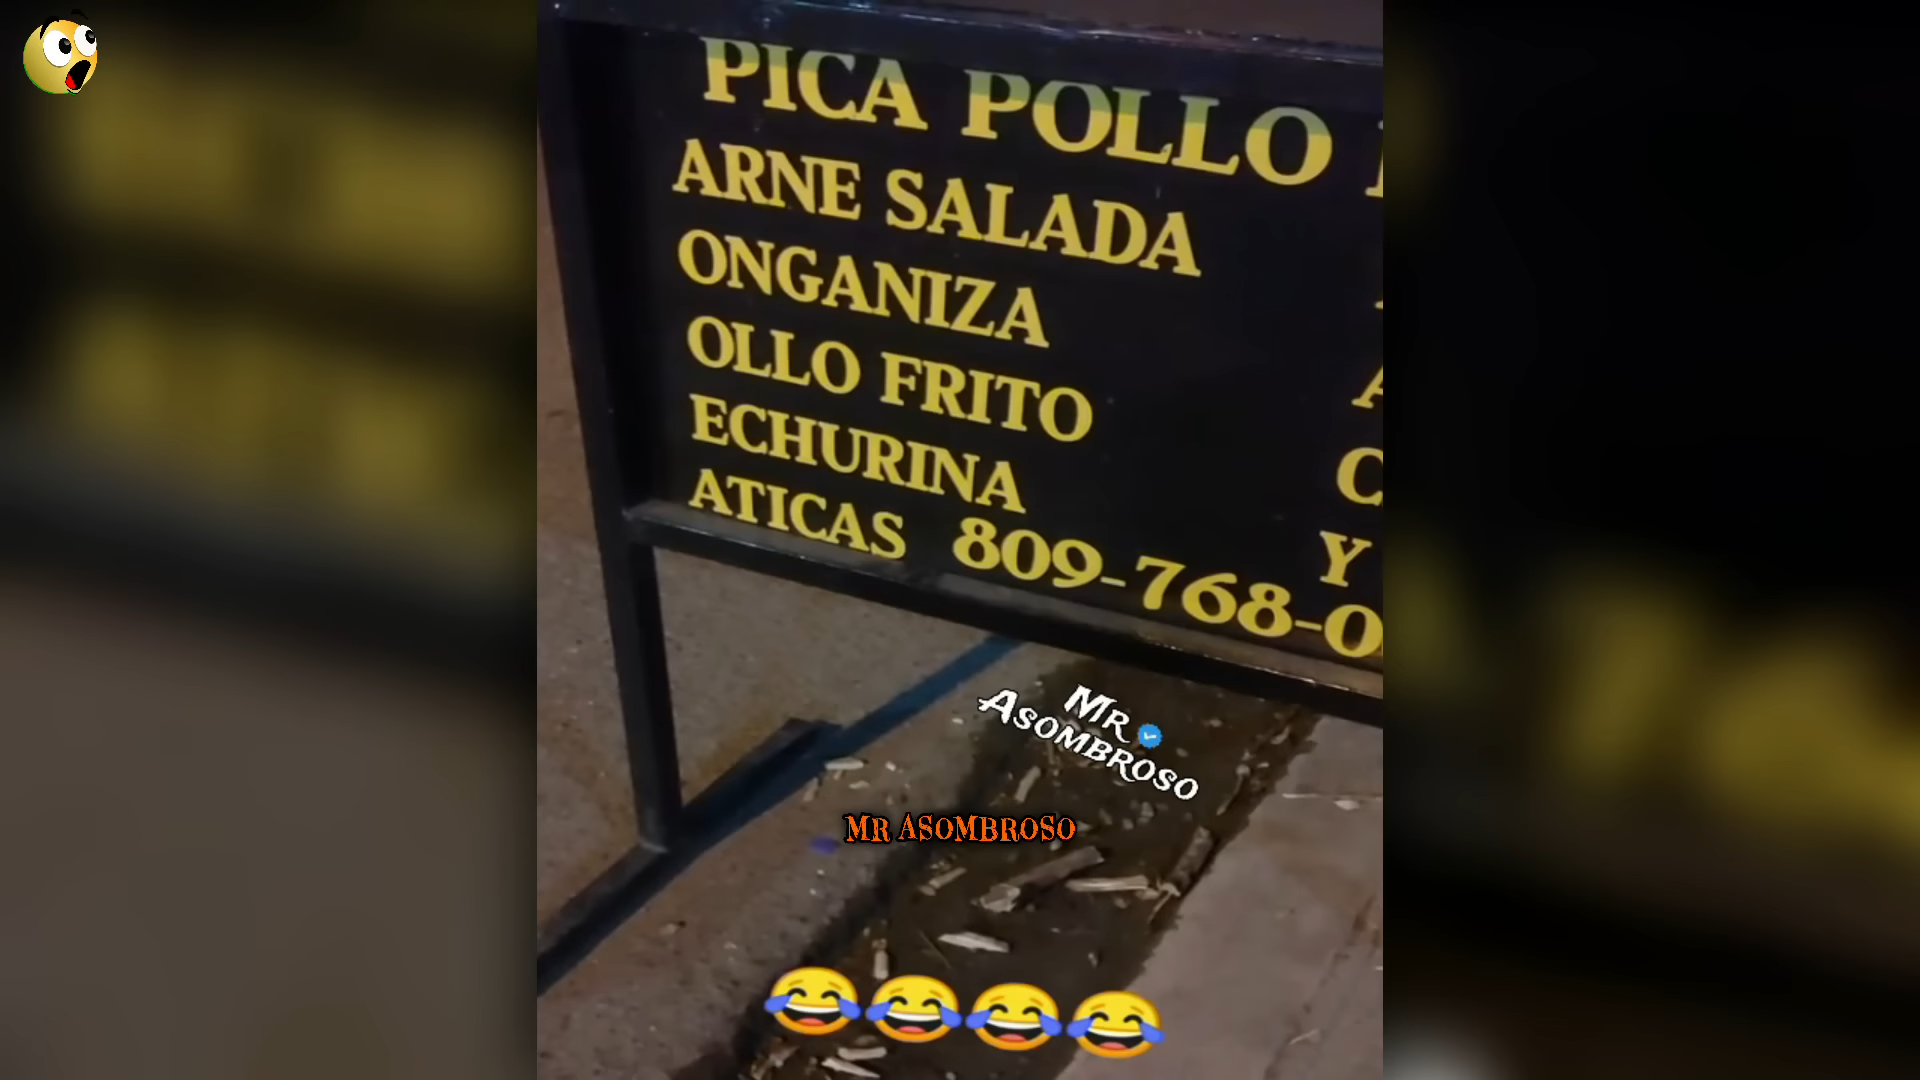 PICA POLLO
ARNE SALADA
ONGANIZA
OLLO FRITO
ECHURINA
C
ATICAS 809-768-0
Y
MR
ASOMBROSO
MR ASOMBROSO